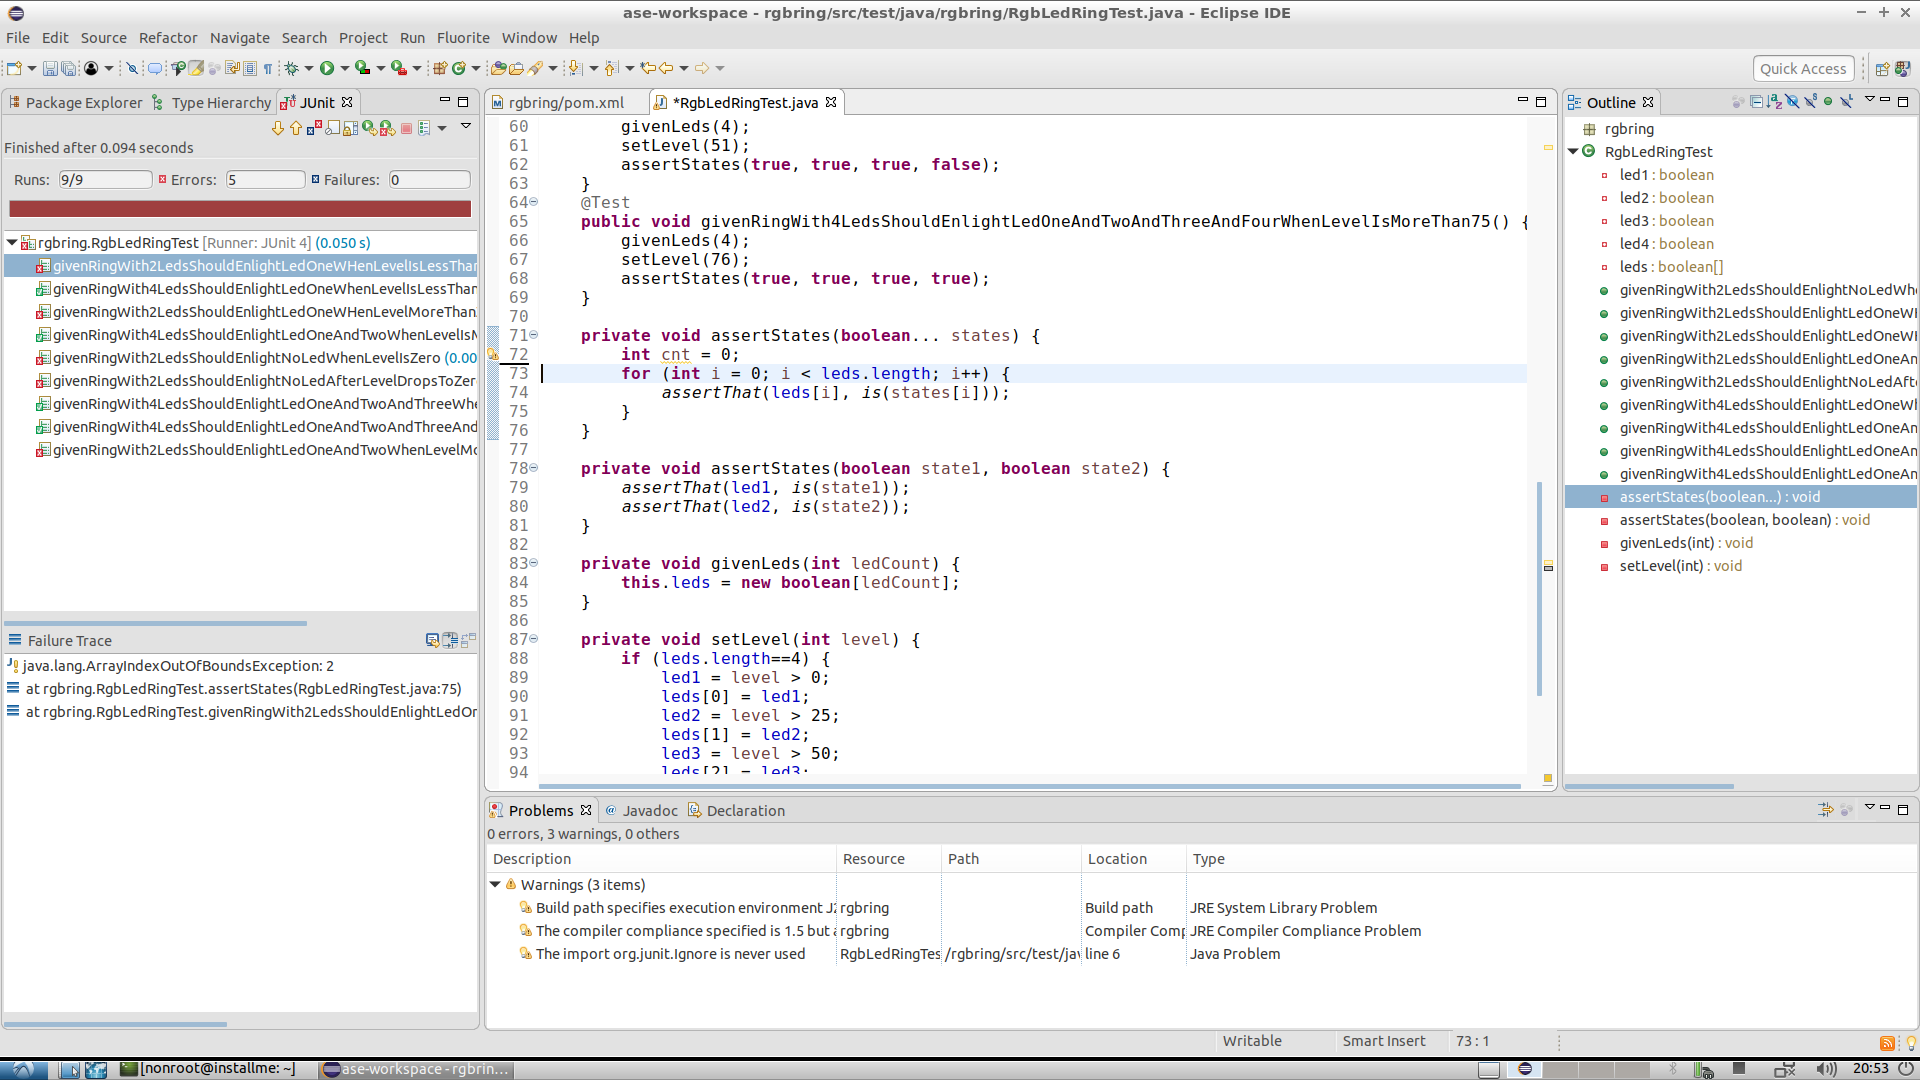 ase-workspace - rgbring/src/test/java/rgbring/RgbLedRingTest.java - Eclipse IDE
File Edit Source Refactor Navigate Search Project Run Fluorite Window Help
Quick Access
Package Explorer Type Hierarchy JUnit
Finished after 0.094 seconds
Runs: 9/9 Errors: 5 Failures: 0
rgbring.RgbLedRingTest [Runner: JUnit 4] (0.050 s)
givenRingWith2LedsShouldEnlightLedOneWHenLevelIsLessThan
givenRingWith4LedsShouldEnlightLedOneWhenLevelIsLessThan
givenRingWith2LedsShouldEnlightLedOneWHenLevelMoreThan
givenRingWith4LedsShouldEnlightLedOneAndTwoWhenLevelIsM
givenRingWith2LedsShouldEnlightNoLedWhenLevelIsZero (0.00
givenRingWith2LedsShouldEnlightNoLedAfterLevelDropsToZer
givenRingWith4LedsShouldEnlightLedOneAndTwoAndThreeWhe
givenRingWith4LedsShouldEnlightLedOneAndTwoAndThreeAnd
givenRingWith2LedsShouldEnlightLedOneAndTwoWhenLevelMo
Failure Trace
java.lang.ArrayIndexOutOfBoundsException: 2
at rgbring.RgbLedRingTest.assertStates(RgbLedRingTest.java:75)
at rgbring.RgbLedRingTest.givenRingWith2LedsShouldEnlightLedOn
rgbring/pom.xml *RgbLedRingTest.java
60 givenLeds(4);
61 setLevel(51);
62 assertStates(true, true, true, false);
63 }
64 @Test
65 public void givenRingWith4LedsShouldEnlightLedOneAndTwoAndThreeAndFourWhenLevelIsMoreThan75() {
66 givenLeds(4);
67 setLevel(76);
68 assertStates(true, true, true, true);
69 }
70
71 private void assertStates(boolean... states) {
72 int cnt = 0;
73 for (int i = 0; i < leds.length; i++) {
74 assertThat(leds[i], is(states[i]));
75 }
76 }
77
78 private void assertStates(boolean state1, boolean state2) {
79 assertThat(led1, is(state1));
80 assertThat(led2, is(state2));
81 }
82
83 private void givenLeds(int ledCount) {
84 this.leds = new boolean[ledCount];
85 }
86
87 private void setLevel(int level) {
88 if (leds.length==4) {
89 led1 = level > 0;
90 leds[0] = led1;
91 led2 = level > 25;
92 leds[1] = led2;
93 led3 = level > 50;
94 leds[2] = led3;
Outline
rgbring
RgbLedRingTest
led1 : boolean
led2 : boolean
led3 : boolean
led4 : boolean
leds : boolean[]
givenRingWith2LedsShouldEnlightNoLedWhe
givenRingWith2LedsShouldEnlightLedOneWH
givenRingWith2LedsShouldEnlightLedOneWH
givenRingWith2LedsShouldEnlightLedOneAn
givenRingWith2LedsShouldEnlightNoLedAft
givenRingWith4LedsShouldEnlightLedOneWh
givenRingWith4LedsShouldEnlightLedOneAn
givenRingWith4LedsShouldEnlightLedOneAn
givenRingWith4LedsShouldEnlightLedOneAn
assertStates(boolean...) : void
assertStates(boolean, boolean) : void
givenLeds(int) : void
setLevel(int) : void
Problems Javadoc Declaration
0 errors, 3 warnings, 0 others
Description Resource Path Location Type
Warnings (3 items)
Build path specifies execution environment J2 rgbring Build path JRE System Library Problem
The compiler compliance specified is 1.5 but a rgbring Compiler Comp JRE Compiler Compliance Problem
The import org.junit.Ignore is never used RgbLedRingTes /rgbring/src/test/jav line 6 Java Problem
Writable Smart Insert 73 : 1
[nonroot@installme: ~] ase-workspace - rgbrin... 20:53